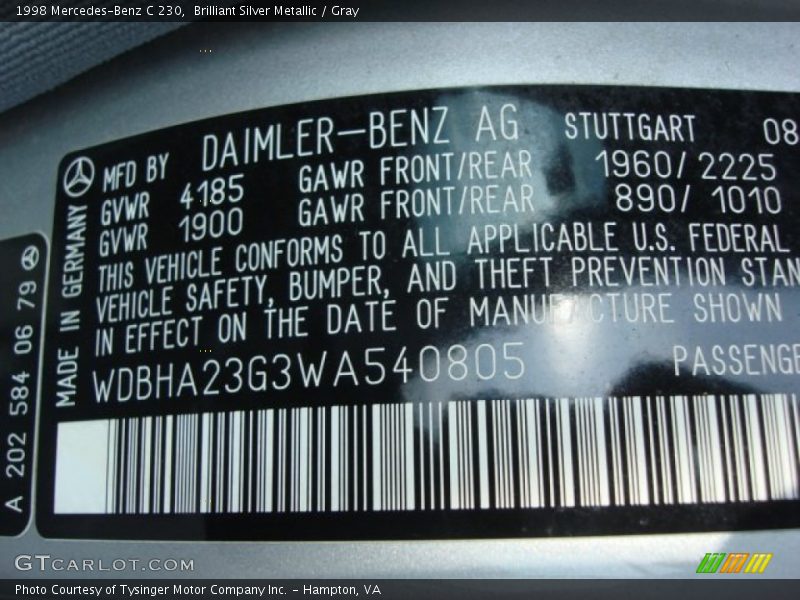 1998 Mercedes-Benz C 230,  Brilliant Silver Metallic / Gray
MFD BY DAIMLER-BENZ AG STUTTGART 08
GVWR 4185 GAWR FRONT/REAR 1960/2225
GVWR 1900 GAWR FRONT/REAR 890/ 1010
THIS VEHICLE CONFORMS TO ALL APPLICABLE U.S. FEDERAL
VEHICLE SAFETY, BUMPER, AND THEFT PREVENTION STAN
IN EFFECT ON THE DATE OF MANUFACTURE SHOWN
WDBHA23G3WA540805 PASSENGE
MADE IN GERMANY
A 202 584 06 79
GTCARLOT.COM
Photo Courtesy of Tysinger Motor Company Inc. - Hampton, VA